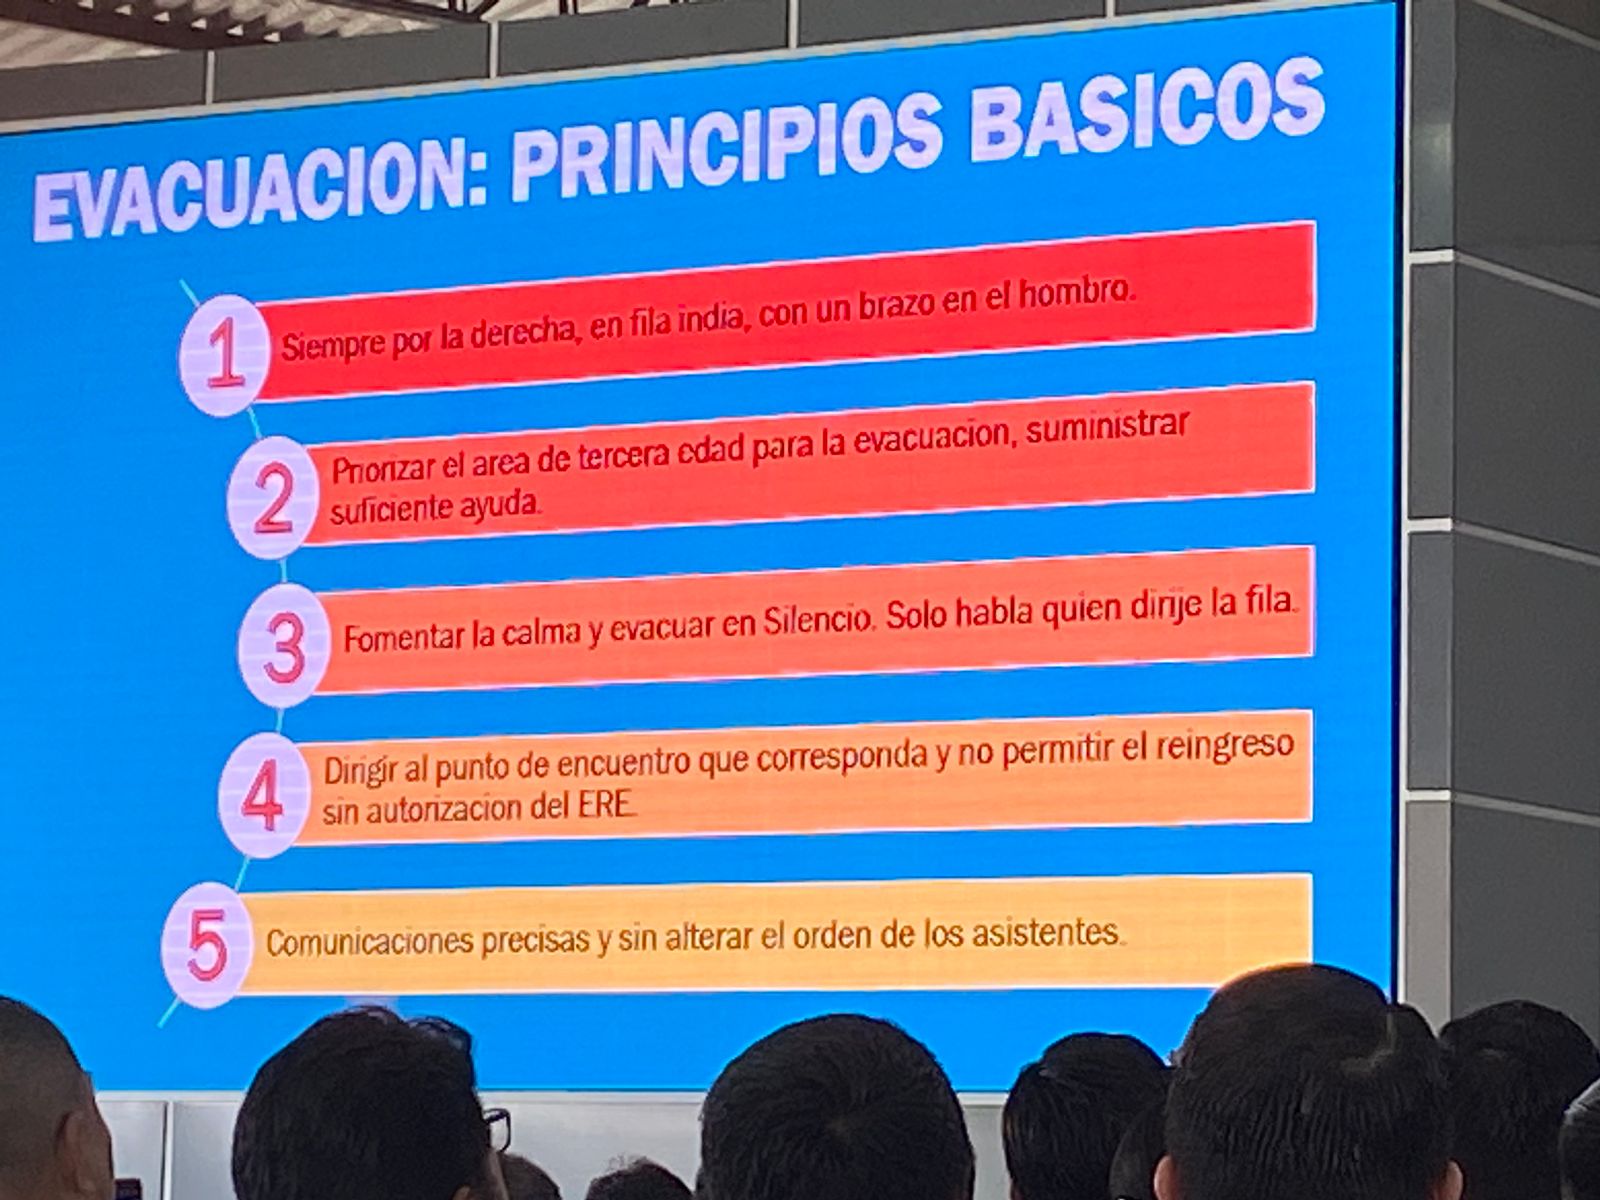 EVACUACION: PRINCIPIOS BASICOS
1
Siempre por la derecha, en fila india, con un brazo en el hombro.
2
Priorizar el area de tercera edad para la evacuacion, suministrar
suficiente ayuda.
3
Fomentar la calma y evacuar en Silencio. Solo habla quien dirije la fila.
4
Dirigir al punto de encuentro que corresponda y no permitir el reingreso
sin autorizacion del ERE.
5
Comunicaciones precisas y sin alterar el orden de los asistentes.